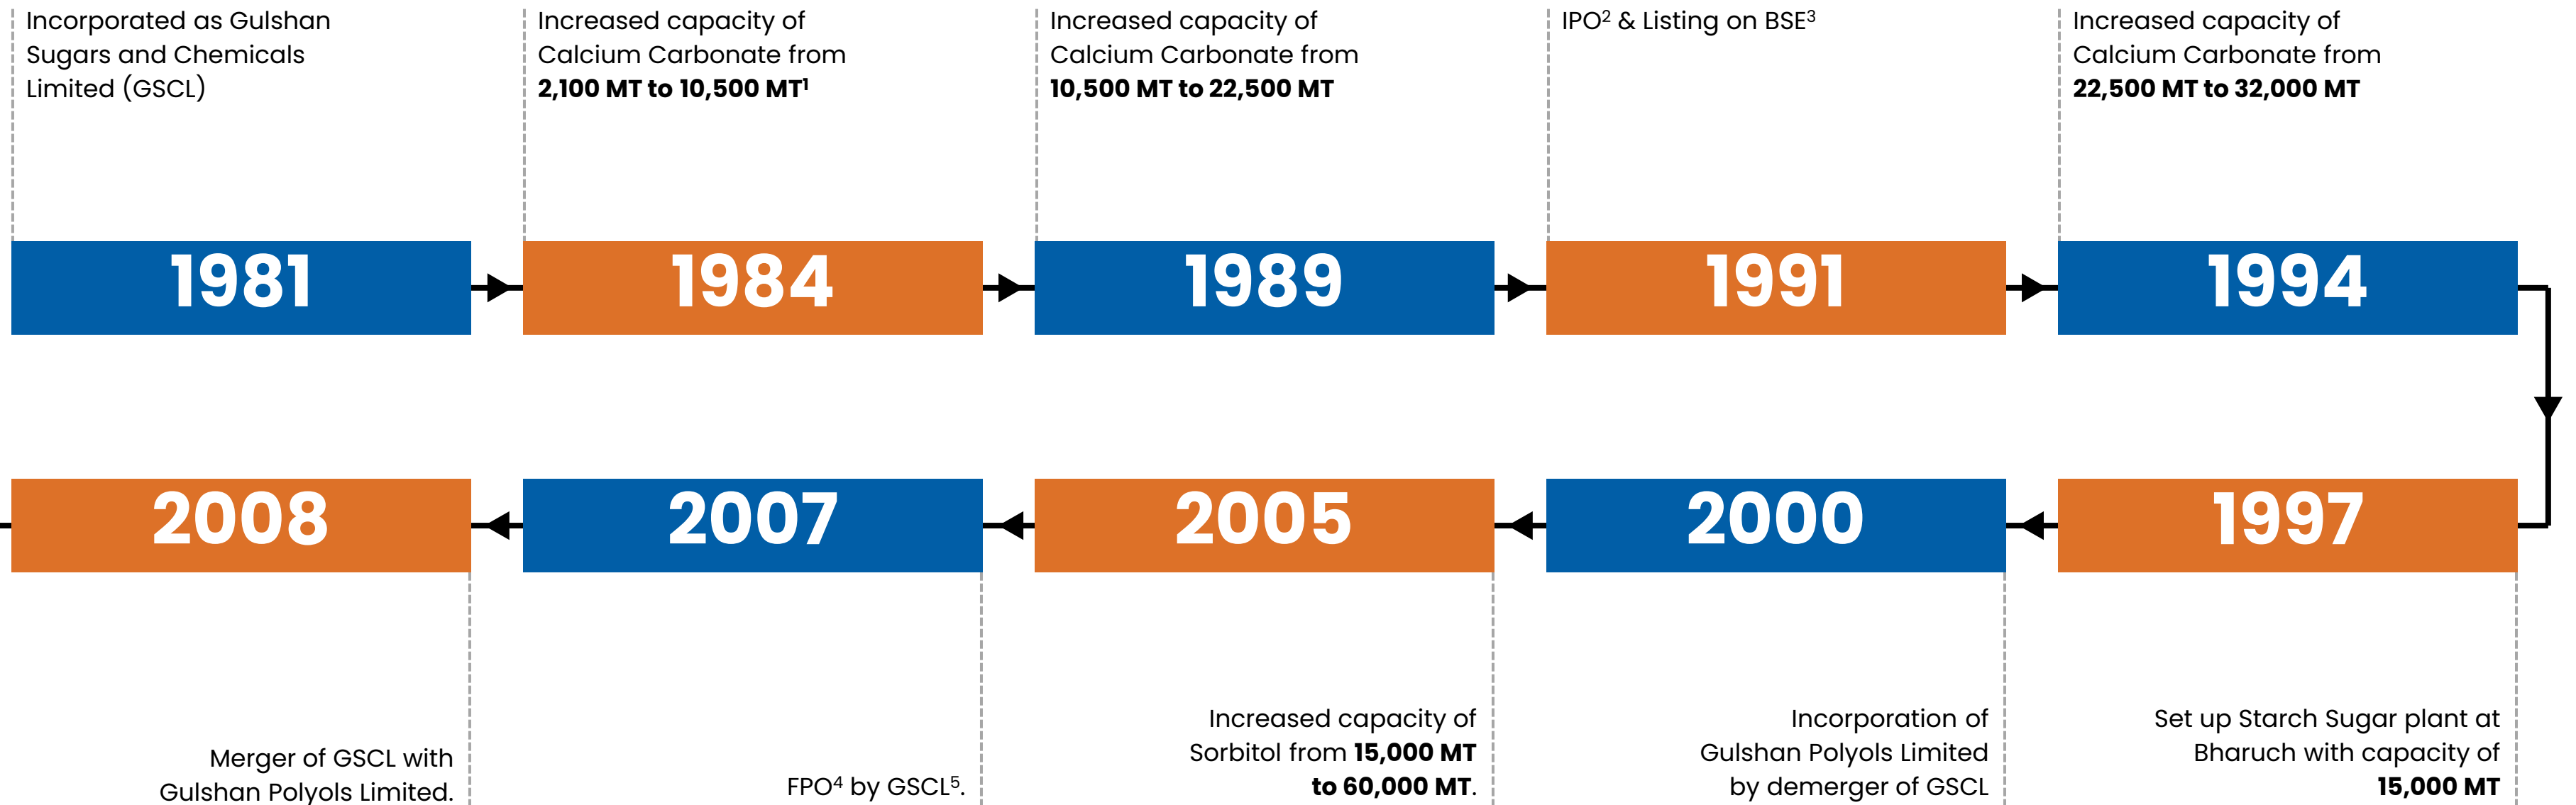 Incorporated as Gulshan
Sugars and Chemicals
Limited (GSCL)
Increased capacity of
Calcium Carbonate from
2,100 MT to 10,500 MT¹
Increased capacity of
Calcium Carbonate from
10,500 MT to 22,500 MT
IPO² & Listing on BSE³
Increased capacity of
Calcium Carbonate from
22,500 MT to 32,000 MT
1981
1984
1989
1991
1994
2008
2007
2005
2000
1997
Merger of GSCL with
Gulshan Polyols Limited.
FPO⁴ by GSCL⁵.
Increased capacity of
Sorbitol from 15,000 MT
to 60,000 MT.
Incorporation of
Gulshan Polyols Limited
by demerger of GSCL
Set up Starch Sugar plant at
Bharuch with capacity of
15,000 MT